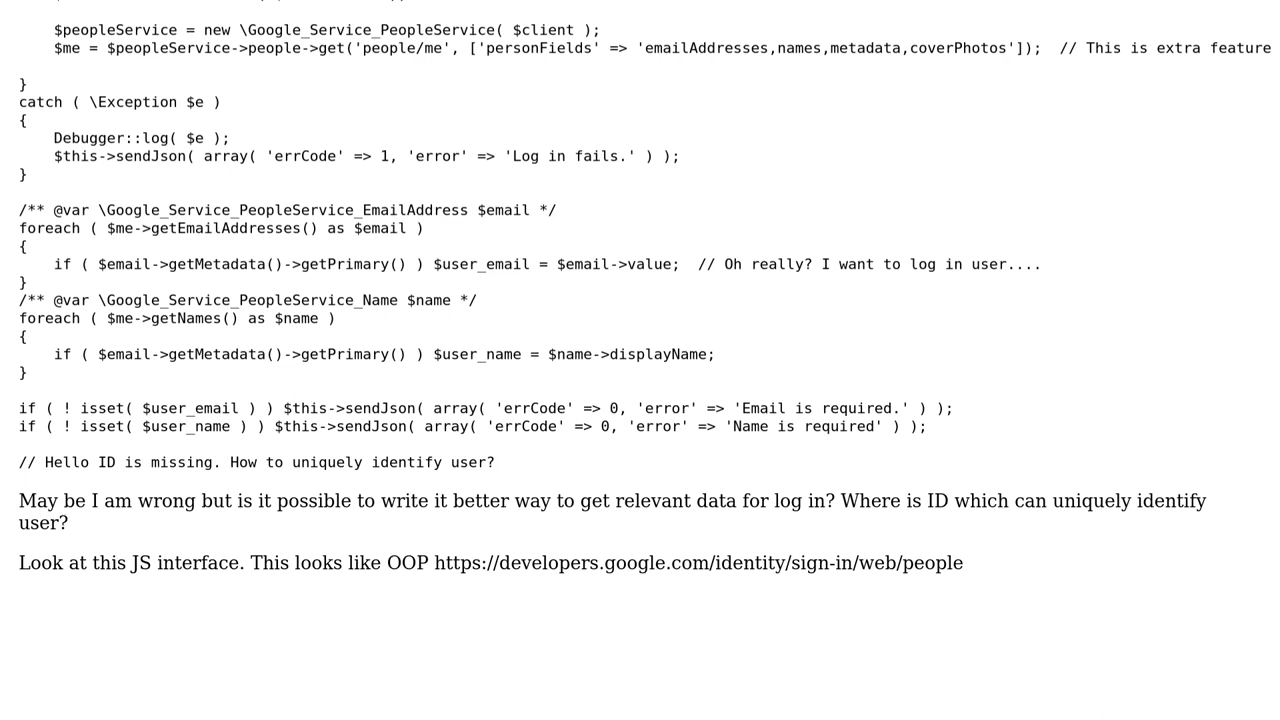 $peopleService = new \Google_Service_PeopleService( $client );
$me = $peopleService->people->get('people/me', ['personFields' => 'emailAddresses,names,metadata,coverPhotos']);  // This is extra feature
}
catch ( \Exception $e )
{
Debugger::log( $e );
$this->sendJson( array( 'errCode' => 1, 'error' => 'Log in fails.' ) );
}
/** @var \Google_Service_PeopleService_EmailAddress $email */
foreach ( $me->getEmailAddresses() as $email )
{
if ( $email->getMetadata()->getPrimary() ) $user_email = $email->value;  // Oh really? I want to log in user....
}
/** @var \Google_Service_PeopleService_Name $name */
foreach ( $me->getNames() as $name )
{
if ( $email->getMetadata()->getPrimary() ) $user_name = $name->displayName;
}
if ( ! isset( $user_email ) ) $this->sendJson( array( 'errCode' => 0, 'error' => 'Email is required.' ) );
if ( ! isset( $user_name ) ) $this->sendJson( array( 'errCode' => 0, 'error' => 'Name is required' ) );
// Hello ID is missing. How to uniquely identify user?
May be I am wrong but is it possible to write it better way to get relevant data for log in? Where is ID which can uniquely identify
user?
Look at this JS interface. This looks like OOP https://developers.google.com/identity/sign-in/web/people